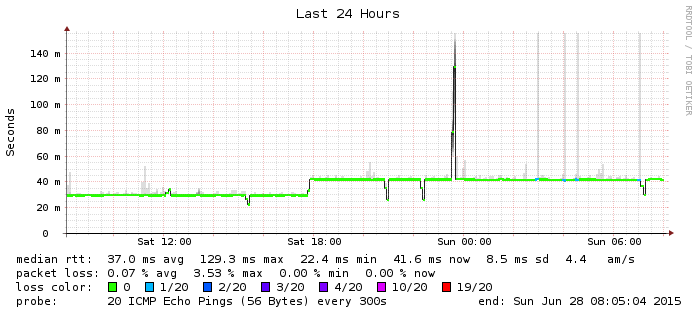 Last 24 Hours
RRDTOOL / TOBI OETIKER
Seconds
140 m
120 m
100 m
80 m
60 m
40 m
20 m
0
Sat 12:00 Sat 18:00 Sun 00:00 Sun 06:00
median rtt: 37.0 ms avg 129.3 ms max 22.4 ms min 41.6 ms now 8.5 ms sd 4.4 am/s
packet loss: 0.07 % avg 3.53 % max 0.00 % min 0.00 % now
loss color: 0 1/20 2/20 3/20 4/20 10/20 19/20
probe: 20 ICMP Echo Pings (56 Bytes) every 300s end: Sun Jun 28 08:05:04 2015